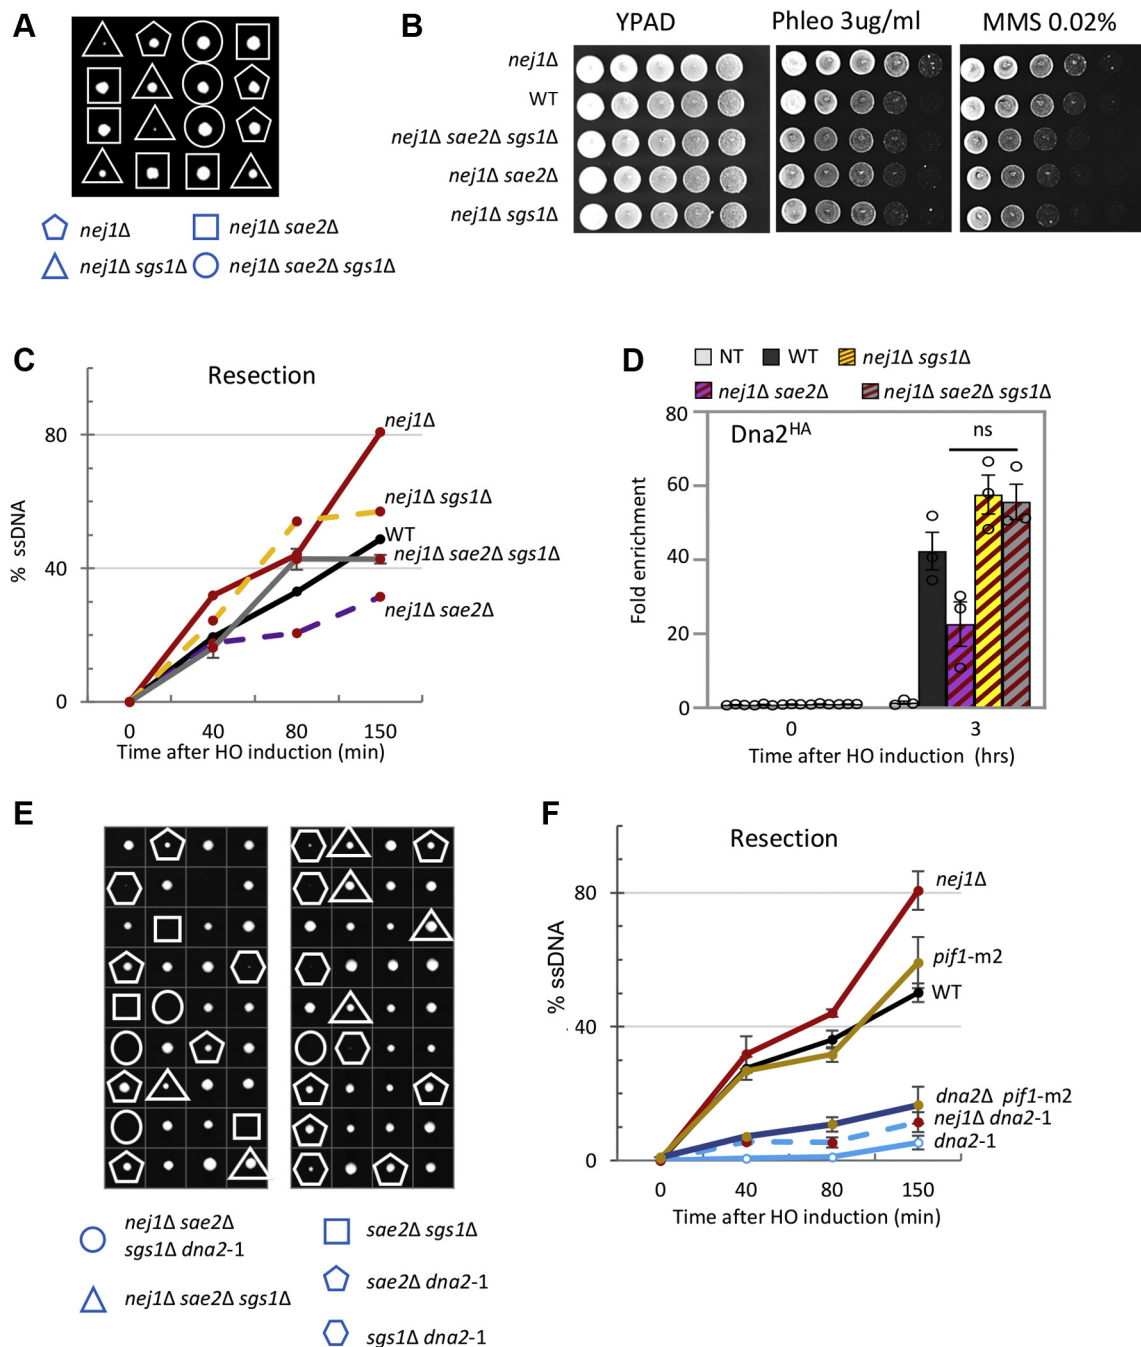 A
nej1Δ
nej1Δ sae2Δ
nej1Δ sgs1Δ
nej1Δ sae2Δ sgs1Δ
B
YPAD
Phleo 3ug/ml
MMS 0.02%
nej1Δ
WT
nej1Δ sae2Δ sgs1Δ
nej1Δ sae2Δ
nej1Δ sgs1Δ
C
Resection
% ssDNA
80
40
0
nej1Δ
nej1Δ sgs1Δ
WT
nej1Δ sae2Δ sgs1Δ
nej1Δ sae2Δ
0 40 80 150
Time after HO induction (min)
D
NT WT nej1Δ sgs1Δ
nej1Δ sae2Δ nej1Δ sae2Δ sgs1Δ
Dna2HA
ns
Fold enrichment
80
60
40
20
0
0 3
Time after HO induction (hrs)
E
nej1Δ sae2Δ
sgs1Δ dna2-1
nej1Δ sae2Δ sgs1Δ
sae2Δ sgs1Δ
sae2Δ dna2-1
sgs1Δ dna2-1
F
Resection
% ssDNA
80
40
0
nej1Δ
pif1-m2
WT
dna2Δ pif1-m2
nej1Δ dna2-1
dna2-1
0 40 80 150
Time after HO induction (min)